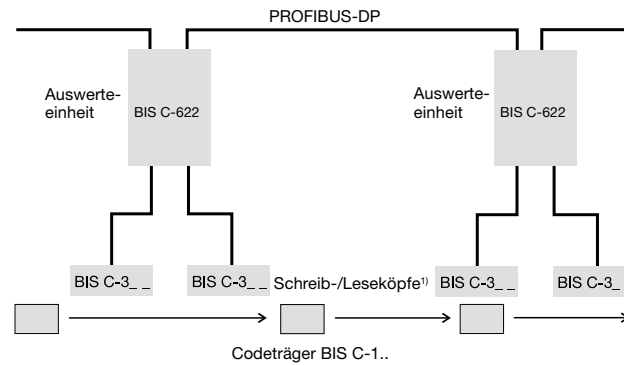 PROFIBUS-DP
Auswerte-
einheit
BIS C-622
Auswerte-
einheit
BIS C-622
BIS C-3_ _
BIS C-3_ _
Schreib-/Leseköpfe¹⁾
BIS C-3_ _
BIS C-3_
Codeträger BIS C-1..